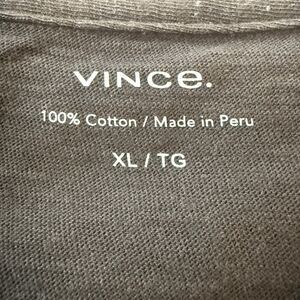 VINCE.
100% Cotton / Made in Peru
XL / TG